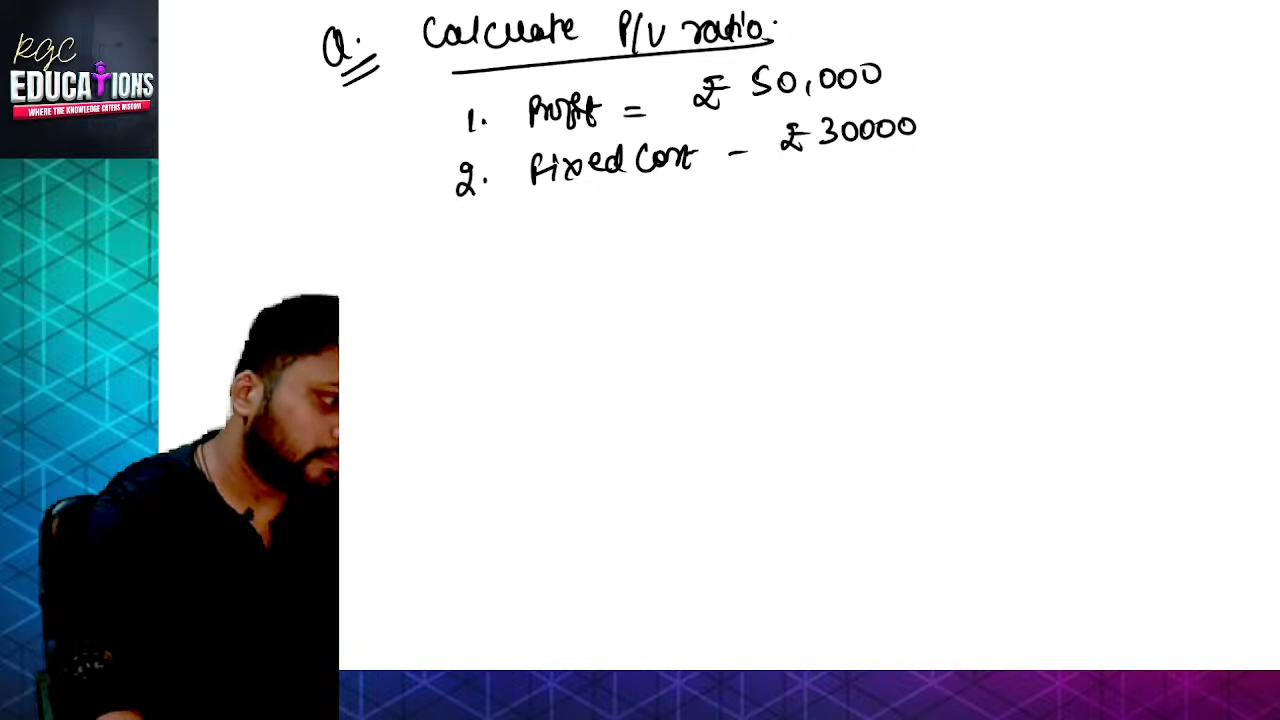 RGC
EDUCATIONS
WHERE THE KNOWLEDGE CATERS WISDOM
Q. Calculate P/V ratio.
1. Profit = ₤ 50,000
2. Fixed Cost - ₤ 30000